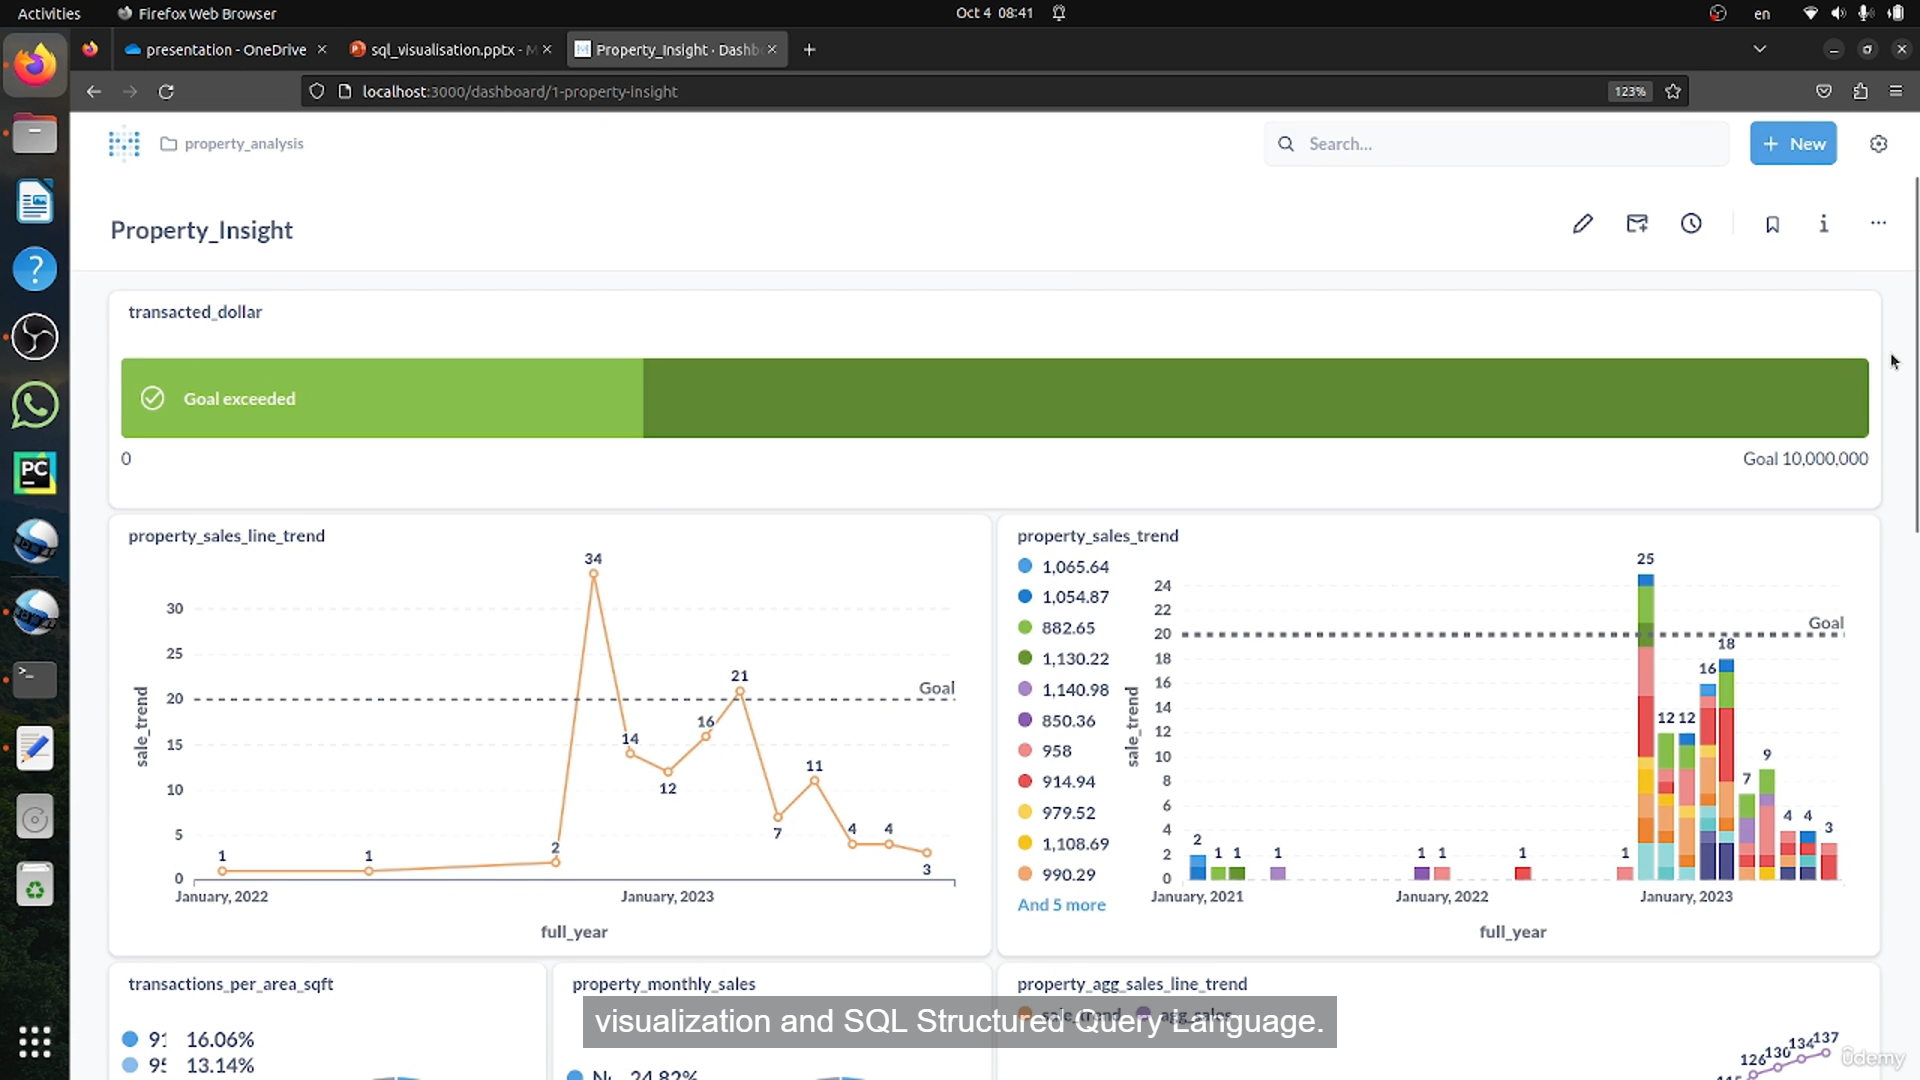 Activities
Firefox Web Browser
Oct 4 08:41
en
presentation - OneDrive
sql_visualisation.pptx - M
Property_Insight · Dashb
localhost:3000/dashboard/1-property-insight
123%
property_analysis
Search...
+ New
Property_Insight
transacted_dollar
Goal exceeded
0
Goal 10,000,000
property_sales_line_trend
sale_trend
30
25
20
15
10
5
0
Goal
1
1
2
34
14
12
16
21
7
11
4
4
3
January, 2022
January, 2023
full_year
property_sales_trend
1,065.64
1,054.87
882.65
1,130.22
1,140.98
850.36
958
914.94
979.52
1,108.69
990.29
And 5 more
sale_trend
24
22
20
18
16
14
12
10
8
6
4
2
0
Goal
2
1
1
1
1
1
1
1
25
12
12
16
18
7
9
4
4
3
January, 2021
January, 2022
January, 2023
full_year
transactions_per_area_sqft
16.06%
13.14%
property_monthly_sales
24.82%
property_agg_sales_line_trend
sale_trend
agg_sales
126
130
134
137
visualization and SQL Structured Query Language.
ûdemy
PC